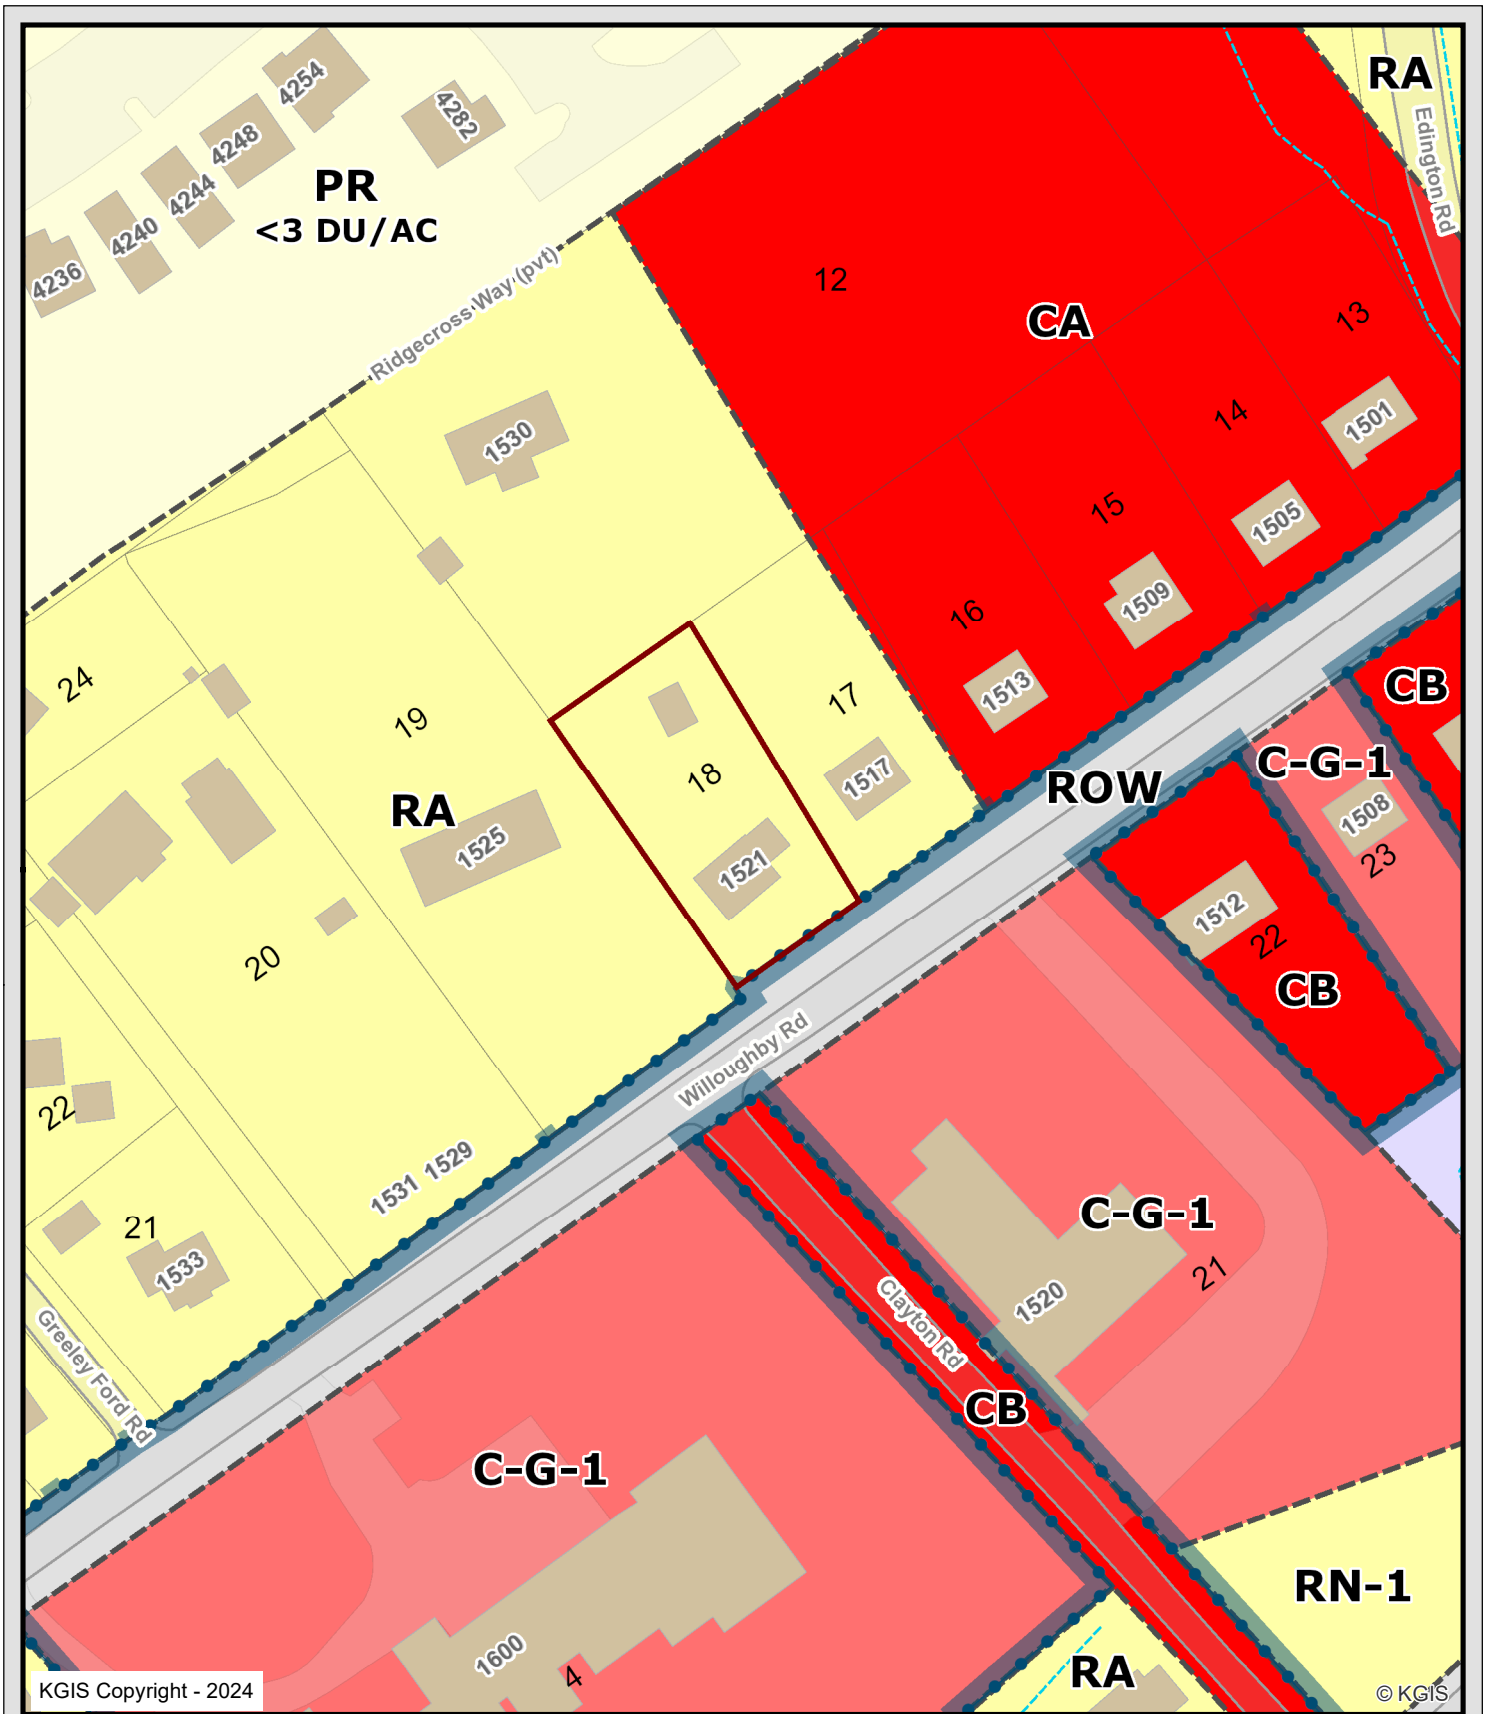 4254
4282
4248
4244
4240
4236
PR
<3 DU/AC
RA
Edington Rd
Ridgecross Way (pvt)
12
CA
13
14
1501
1530
15
1505
16
1509
24
19
17
1513
CB
18
1517
C-G-1
ROW
1508
RA
1525
1521
23
1512
22
20
CB
Willoughby Rd
22
1531 1529
21
1533
C-G-1
21
1520
Greeley Ford Rd
Clayton Rd
CB
C-G-1
RN-1
1600
4
RA
KGIS Copyright - 2024
© KGIS